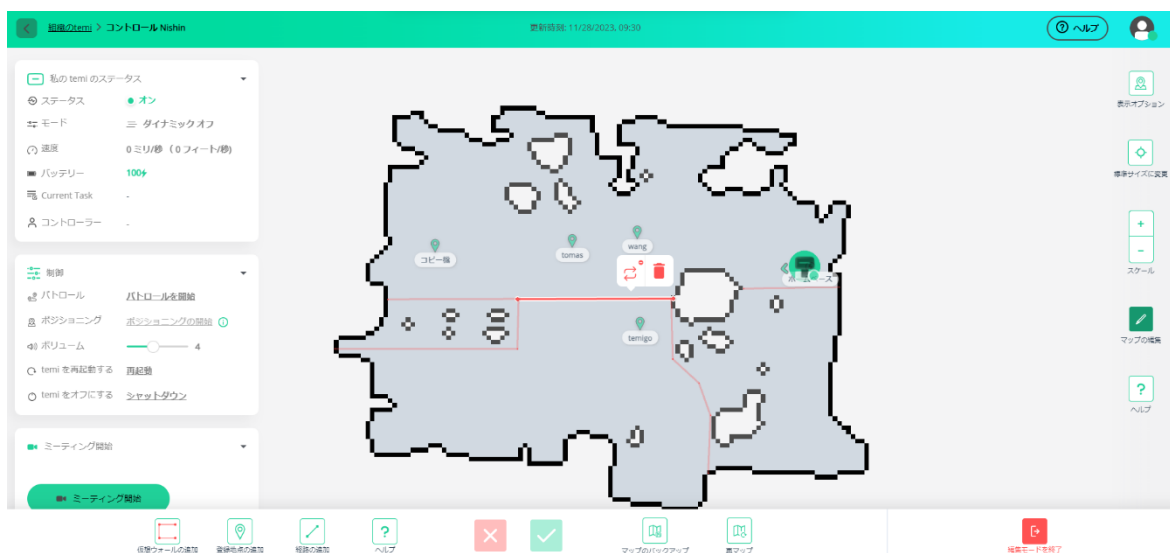 組織のtemi > コントロール Nishin
更新時刻: 11/28/2023, 09:30
ヘルプ
私の temi のステータス
ステータス オン
モード ダイナミックオフ
速度 0 ミリ/秒 ( 0 フィート/秒)
バッテリー 100
Current Task -
コントローラー -
制御
パトロール パトロールを開始
ポジショニング ポジショニングの開始
ボリューム 4
temi を再起動する 再起動
temi をオフにする シャットダウン
ミーティング開始
ミーティング開始
コピー機
tomas
wang
ホームベース
temigo
表示オプション
標準サイズに変更
+
-
スケール
マップの編集
?
ヘルプ
仮想ウォールの追加
登録地点の追加
経路の追加
?
ヘルプ
マップのバックアップ
再マップ
編集モードを終了